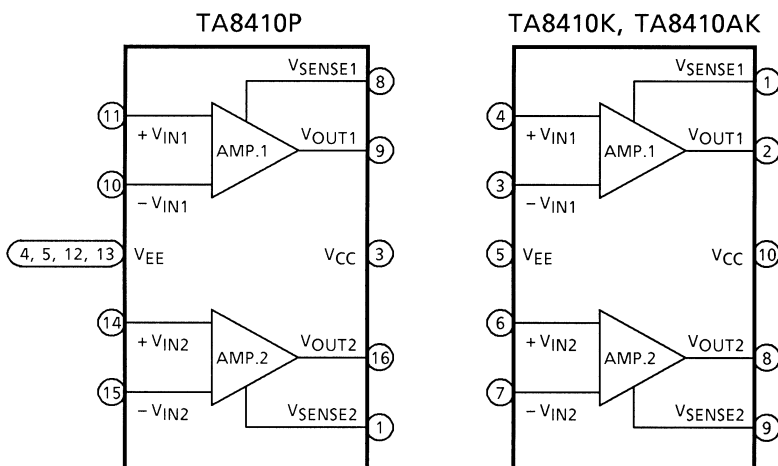 TA8410P
VSENSE1
8
11
+ VIN1
AMP.1
VOUT1
9
10
− VIN1
4, 5, 12, 13
VEE
VCC
3
14
+ VIN2
AMP.2
VOUT2
16
15
− VIN2
VSENSE2
1
TA8410K, TA8410AK
VSENSE1
1
4
+ VIN1
AMP.1
VOUT1
2
3
− VIN1
5
VEE
VCC
10
6
+ VIN2
AMP.2
VOUT2
8
7
− VIN2
VSENSE2
9